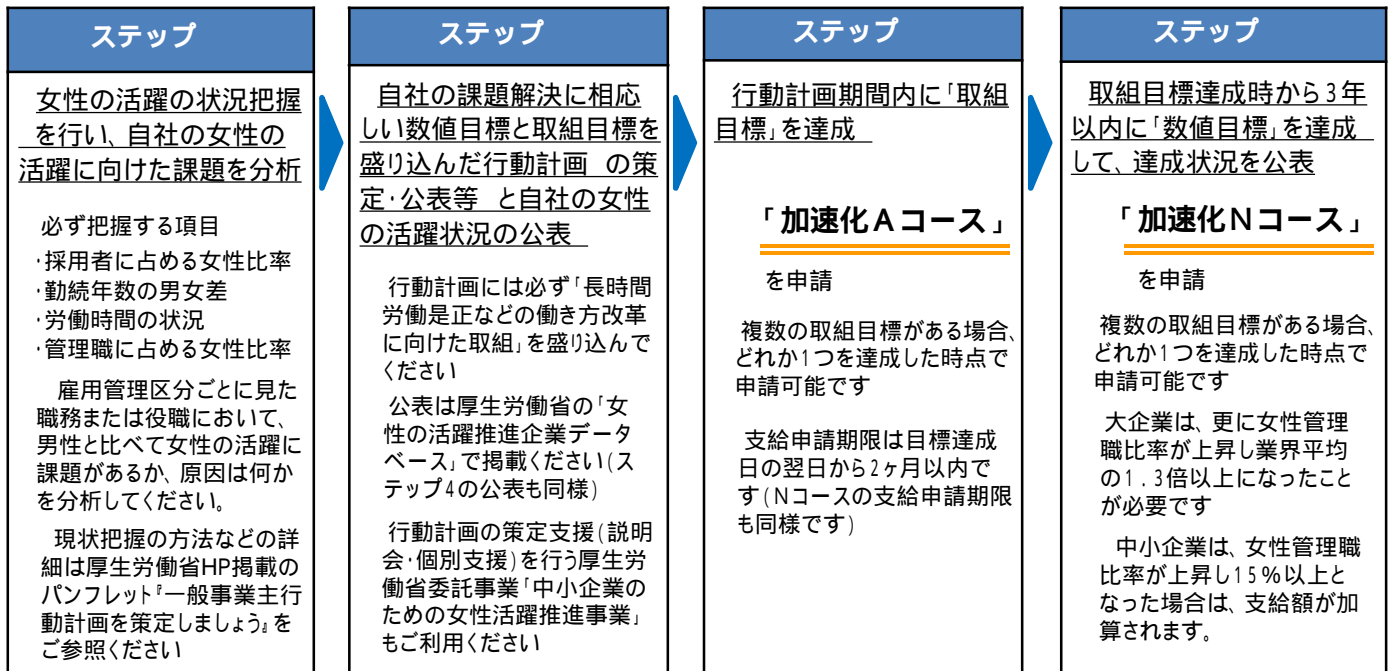 ステップ
女性の活躍の状況把握
を行い、自社の女性の
活躍に向けた課題を分析
必ず把握する項目
・採用者に占める女性比率
・勤続年数の男女差
・労働時間の状況
・管理職に占める女性比率
雇用管理区分ごとに見た
職務または役職において、
男性と比べて女性の活躍に
課題があるか、原因は何か
を分析してください。
現状把握の方法などの詳
細は厚生労働省HP掲載の
パンフレット『一般事業主行
動計画を策定しましょう』を
ご参照ください
ステップ
自社の課題解決に相応
しい数値目標と取組目標を
盛り込んだ行動計画 の策
定・公表等 と自社の女性
の活躍状況の公表
行動計画には必ず「長時間
労働是正などの働き方改革
に向けた取組」を盛り込んで
ください
公表は厚生労働省の「女
性の活躍推進企業データ
ベース」で掲載ください(ス
テップ4の公表も同様)
行動計画の策定支援(説明
会・個別支援)を行う厚生労
働省委託事業「中小企業の
ための女性活躍推進事業」
もご利用ください
ステップ
行動計画期間内に「取組
目標」を達成
「加速化Aコース」
を申請
複数の取組目標がある場合、
どれか1つを達成した時点で
申請可能です
支給申請期限は目標達成
日の翌日から2ヶ月以内で
す(Nコースの支給申請期限
も同様です)
ステップ
取組目標達成時から3年
以内に「数値目標」を達成
して、達成状況を公表
「加速化Nコース」
を申請
複数の取組目標がある場合、
どれか1つを達成した時点で
申請可能です
大企業は、更に女性管理
職比率が上昇し業界平均
の1.3倍以上になったこと
が必要です
中小企業は、女性管理職
比率が上昇し15%以上と
なった場合は、支給額が加
算されます。